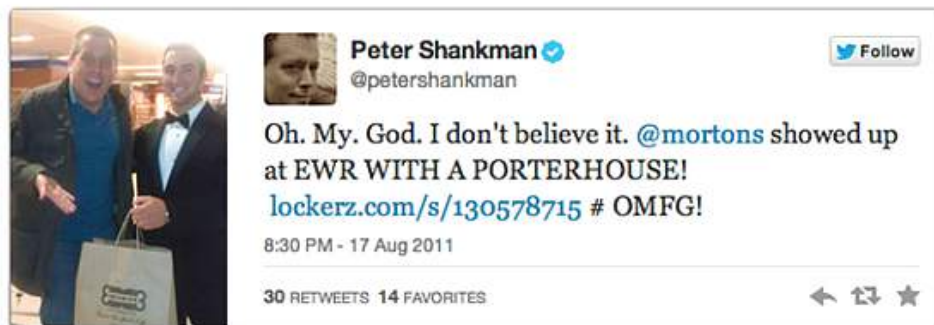 Peter Shankman
@petershankman
Follow
Oh. My. God. I don't believe it. @mortons showed up
at EWR WITH A PORTERHOUSE!
lockerz.com/s/130578715 # OMFG!
8:30 PM - 17 Aug 2011
30 RETWEETS 14 FAVORITES